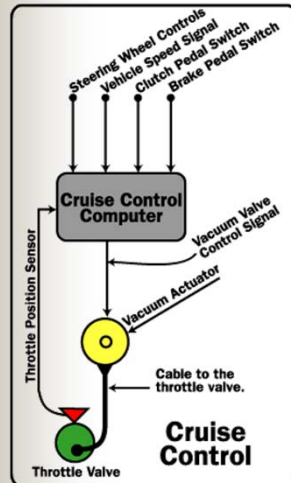 Steering Wheel Controls
Vehicle Speed Signal
Clutch Pedal Switch
Brake Pedal Switch
Cruise Control
Computer
Vacuum Valve
Control Signal
Throttle Position Sensor
Vacuum Actuator
Cable to the
throttle valve.
Cruise
Control
Throttle Valve